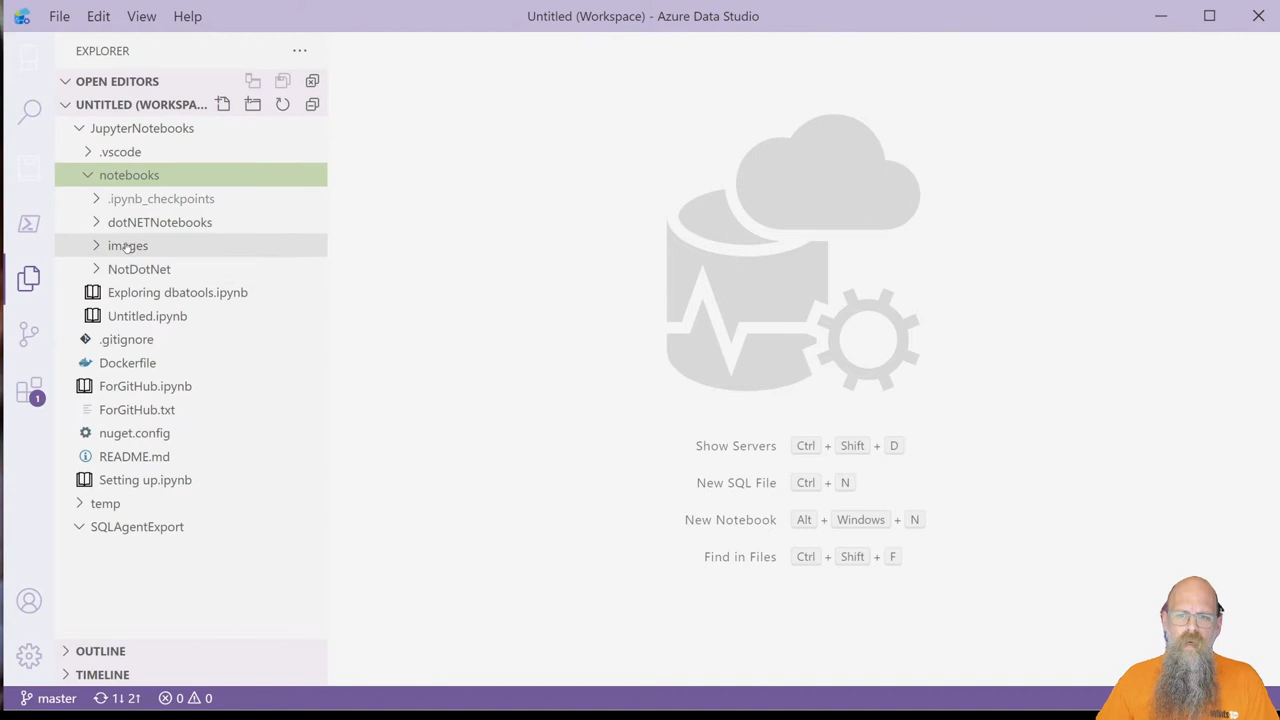 File Edit View Help
Untitled (Workspace) - Azure Data Studio
EXPLORER
OPEN EDITORS
UNTITLED (WORKSPA...
JupyterNotebooks
.vscode
notebooks
.ipynb_checkpoints
dotNETNotebooks
images
NotDotNet
Exploring dbatools.ipynb
Untitled.ipynb
.gitignore
Dockerfile
ForGitHub.ipynb
ForGitHub.txt
nuget.config
README.md
Setting up.ipynb
temp
SQLAgentExport
OUTLINE
TIMELINE
1
Show Servers Ctrl + Shift + D
New SQL File Ctrl + N
New Notebook Alt + Windows + N
Find in Files Ctrl + Shift + F
master 1↓ 2↑ 0 0